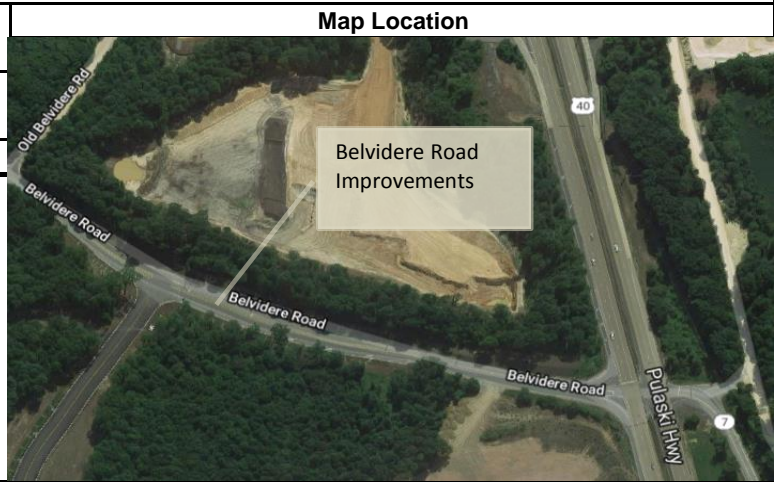 Map Location
Old Belvidere Rd
40
Belvidere Road
Improvements
Belvidere Road
Belvidere Road
Belvidere Road
Pulaski Hwy
7